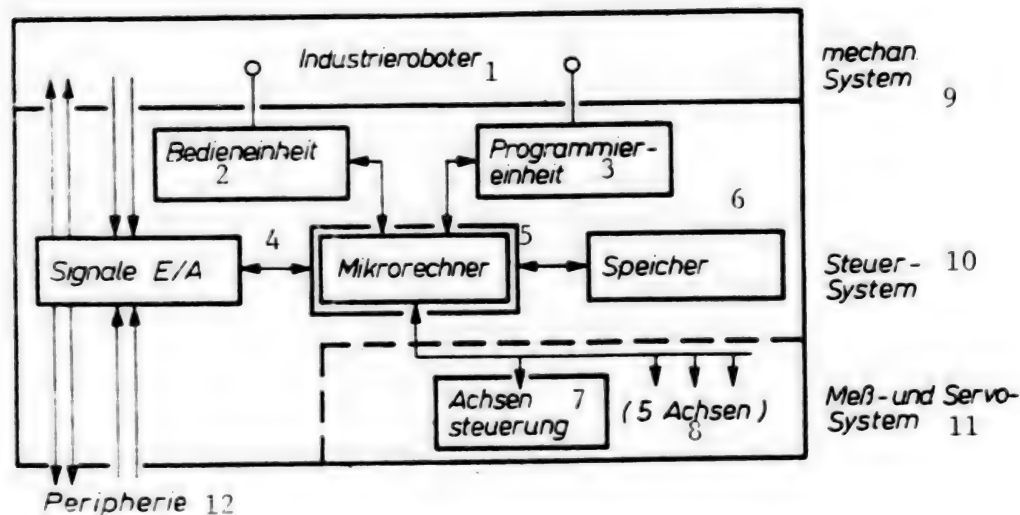 Industrieroboter 1
mechan.
System 9
Bedieneinheit
2
Programmier-
einheit 3
6
4
5
Signale E/A
Mikrorechner
Speicher
Steuer- 10
System
Achsen 7
steuerung
(5 Achsen)
8
Meß- und Servo-
System 11
Peripherie 12